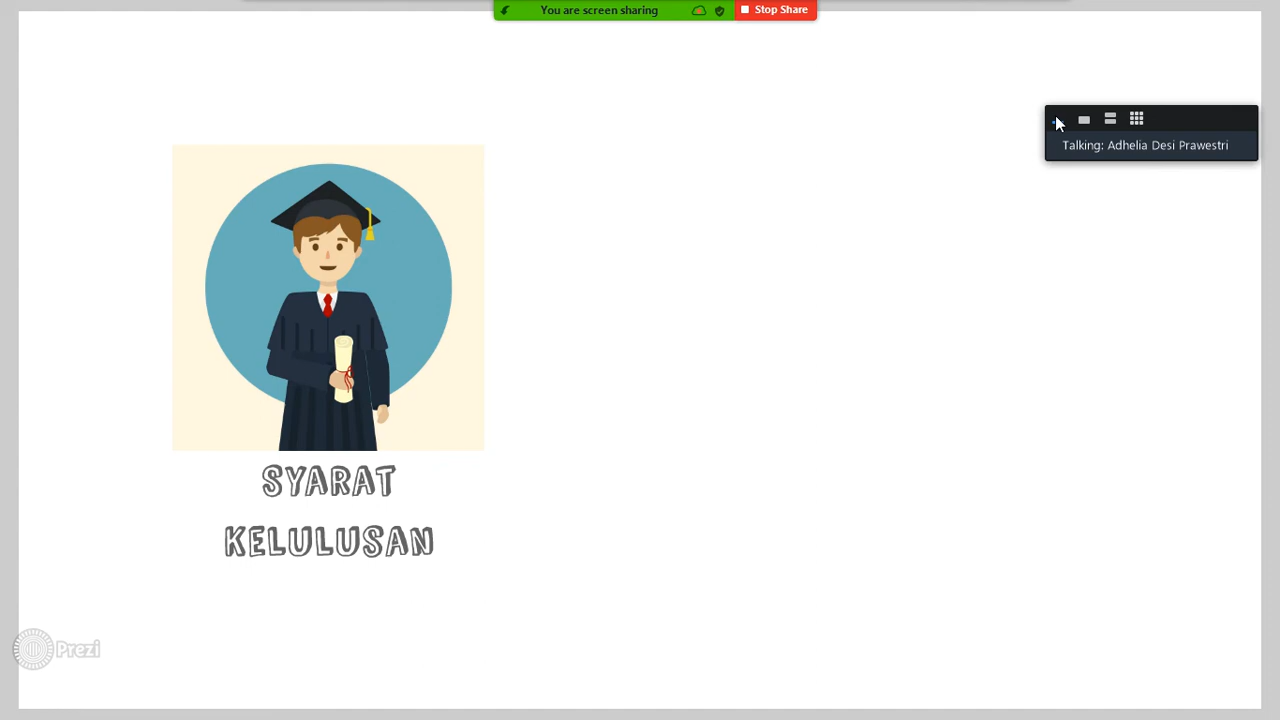 You are screen sharing
Stop Share
Talking: Adhelia Desi Prawestri
SYARAT
KELULUSAN
Prezi